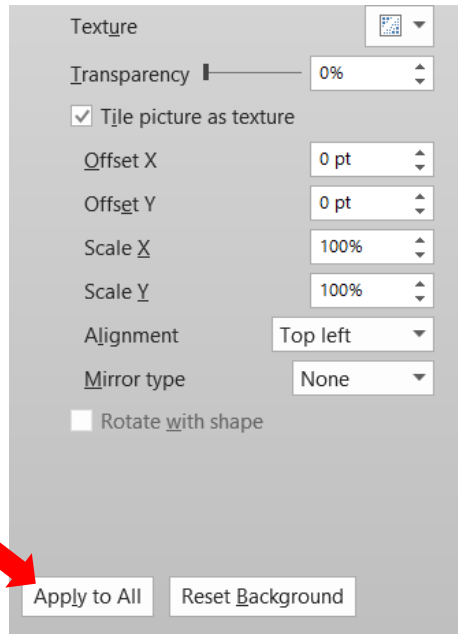 Texture
Transparency 0%
Tile picture as texture
Offset X 0 pt
Offset Y 0 pt
Scale X 100%
Scale Y 100%
Alignment Top left
Mirror type None
Rotate with shape
Apply to All Reset Background